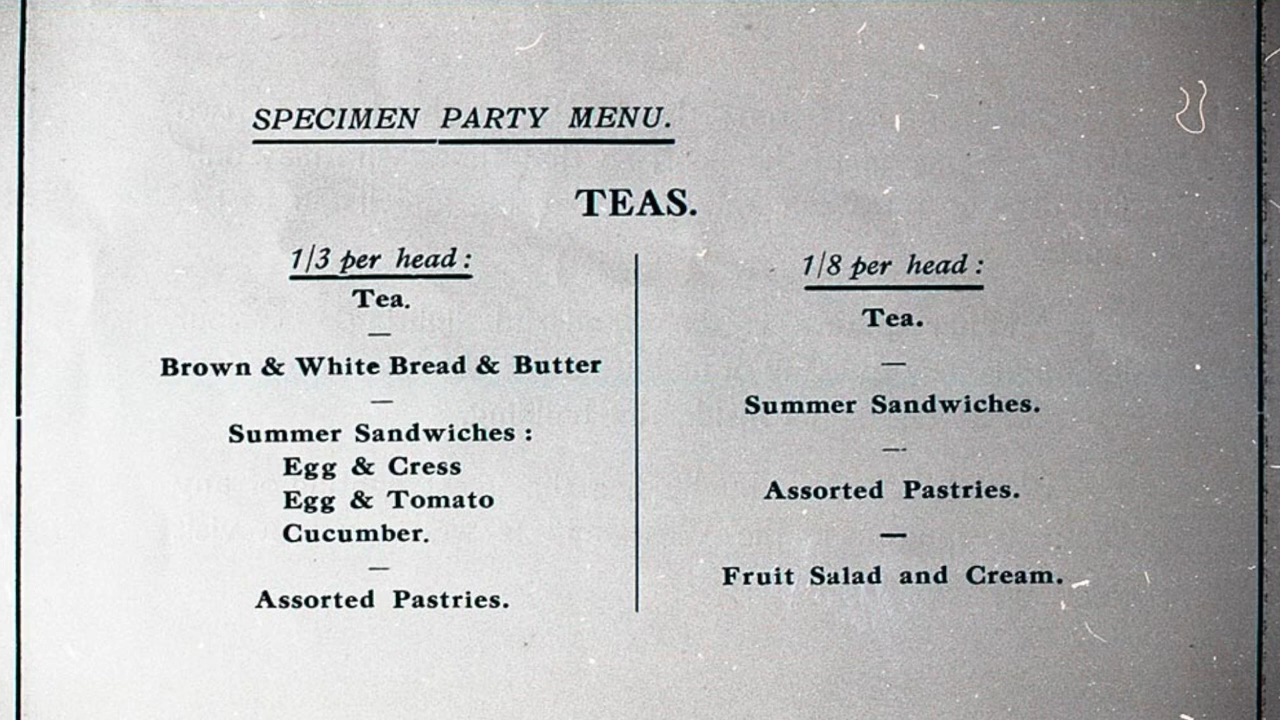 SPECIMEN PARTY MENU.
TEAS.
1/3 per head :
Tea.
—
Brown & White Bread & Butter
—
Summer Sandwiches :
Egg & Cress
Egg & Tomato
Cucumber.
—
Assorted Pastries.
1/8 per head :
Tea.
—
Summer Sandwiches.
—
Assorted Pastries.
—
Fruit Salad and Cream.